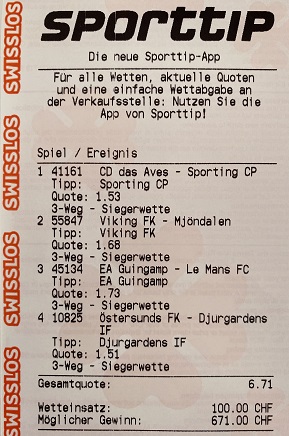 SPORTTIP
Die neue Sporttip-App
Für alle Wetten, aktuelle Quoten
und eine einfache Wettabgabe an
der Verkaufsstelle: Nutzen Sie die
App von Sporttip!
Spiel / Ereignis
1 41161 CD das Aves - Sporting CP
Tipp: Sporting CP
Quote: 1.53
3-Weg - Siegerwette
2 55847 Viking FK - Mjöndalen
Tipp: Viking FK
Quote: 1.68
3-Weg - Siegerwette
3 45134 EA Guingamp - Le Mans FC
Tipp: EA Guingamp
Quote: 1.73
3-Weg - Siegerwette
4 10825 Östersunds FK - Djurgardens
IF
Tipp: Djurgardens IF
Quote: 1.51
3-Weg - Siegerwette
Gesamtquote: 6.71
Wetteinsatz: 100.00 CHF
Möglicher Gewinn: 671.00 CHF
SWISSLOS
SWISSLOS
SWISSLOS
SWISSLOS